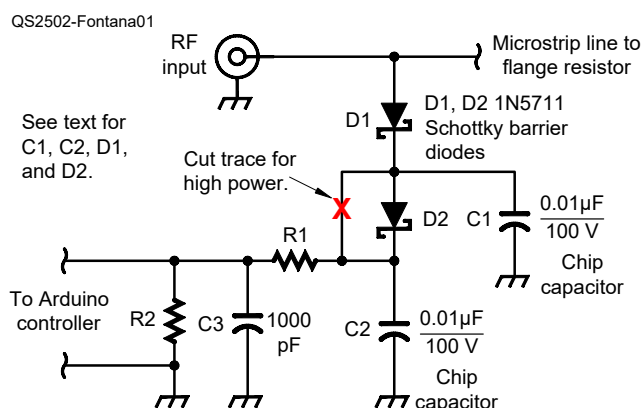 QS2502-Fontana01
RF
input
Microstrip line to
flange resistor
D1
D1, D2 1N5711
Schottky barrier
diodes
See text for
C1, C2, D1,
and D2.
Cut trace for
high power.
X
D2
C1
0.01µF
100 V
Chip
capacitor
R1
To Arduino
controller
R2
C3
1000
pF
C2
0.01µF
100 V
Chip
capacitor